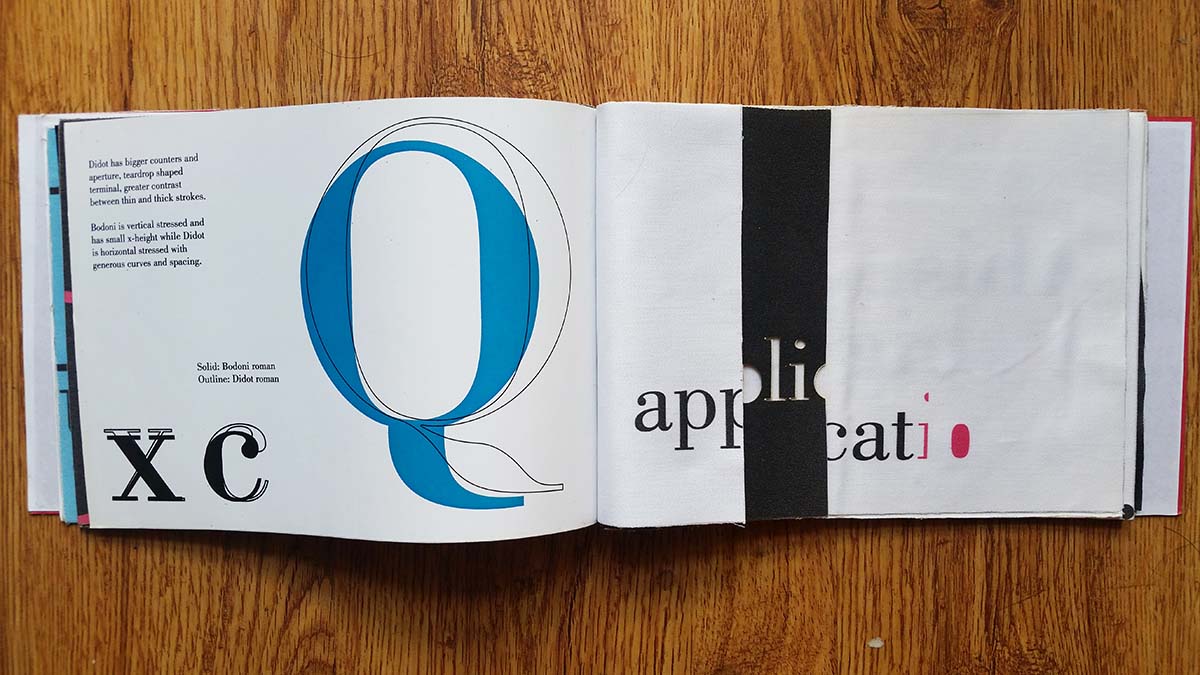 Didot has bigger counters and
aperture, teardrop shaped
terminal, greater contrast
between thin and thick strokes.
Bodoni is vertical stressed and
has small x-height while Didot
is horizontal stressed with
generous curves and spacing.
Q
Solid: Bodoni roman
Outline: Didot roman
x c
applicatio